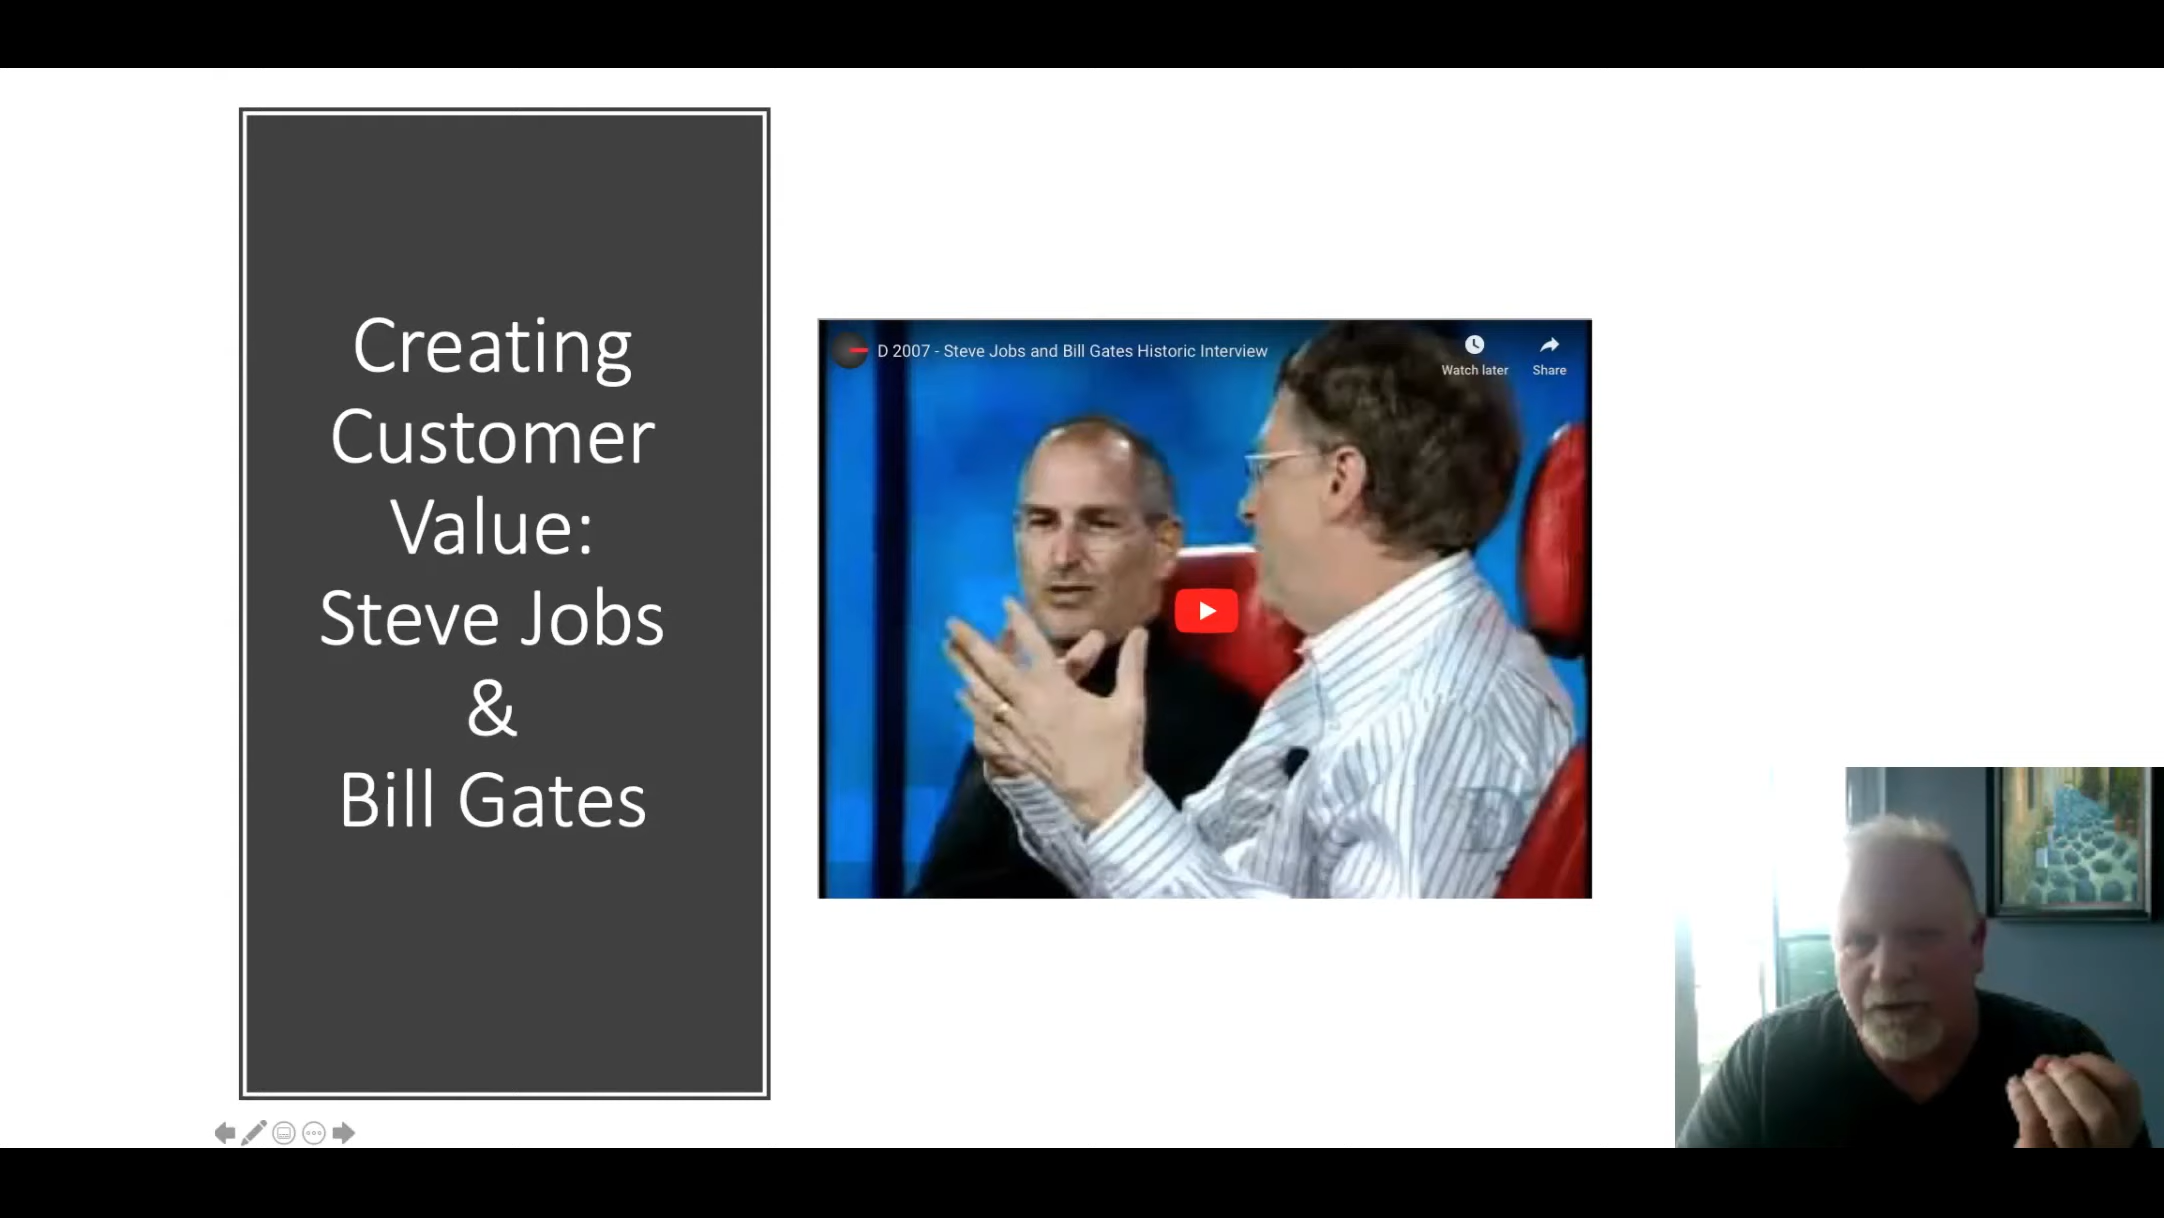 Creating
Customer
Value:
Steve Jobs
&
Bill Gates
D 2007 - Steve Jobs and Bill Gates Historic Interview
Watch later
Share